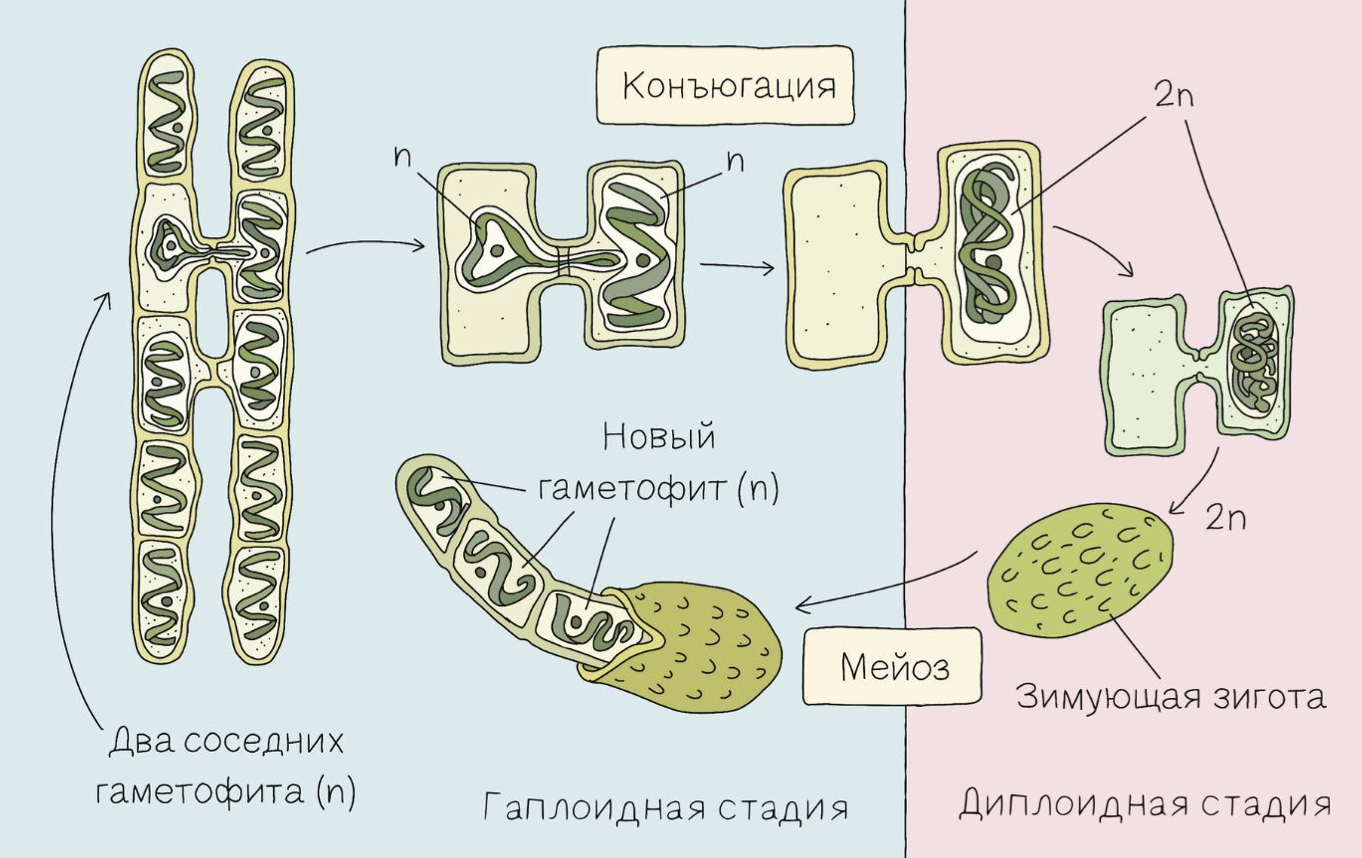 Конъюгация
2n
n
n
Новый
гаметофит (n)
2n
Мейоз
Зимующая зигота
Два соседних
гаметофита (n)
Гаплоидная стадия
Диплоидная стадия